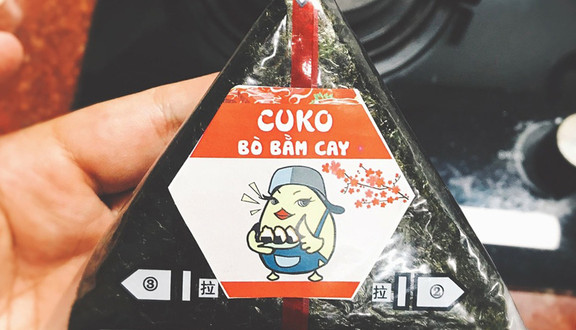 CUKO
BÒ BẰM CAY
③ 拉 拉 ②